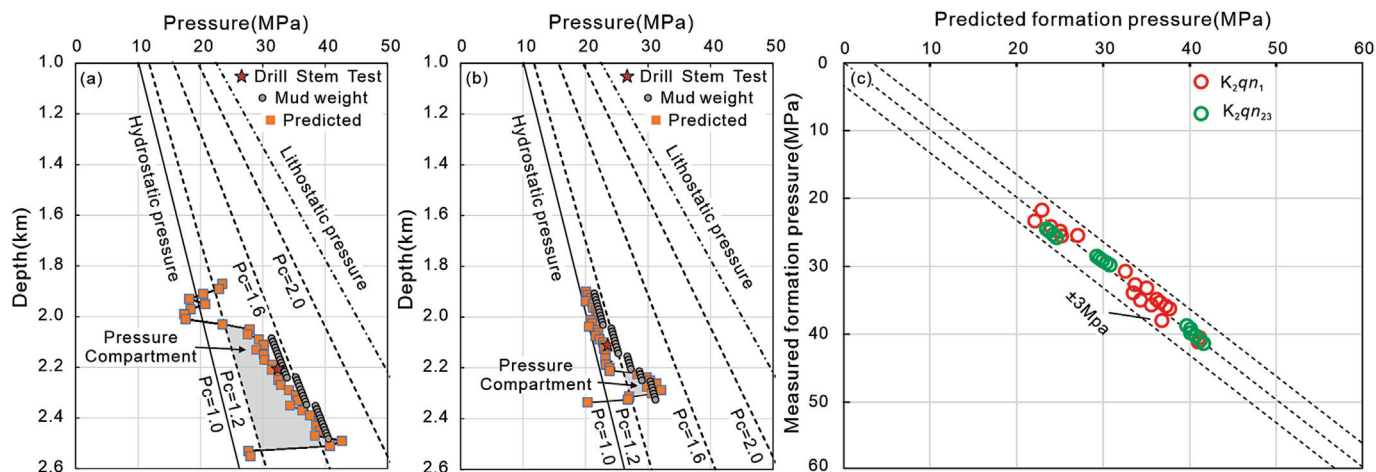 Pressure(MPa)
0 10 20 30 40 50
1.0
1.2
1.4
1.6
1.8
2.0
2.2
2.4
2.6
Depth(km)
(a)
Drill Stem Test
Mud weight
Predicted
Hydrostatic pressure
Lithostatic pressure
Pc=1.6
Pc=2.0
Pressure
Compartment
Pc=1.0
Pc=1.2
Pressure(MPa)
0 10 20 30 40 50
1.0
1.2
1.4
1.6
1.8
2.0
2.2
2.4
2.6
Depth(km)
(b)
Drill Stem Test
Mud weight
Predicted
Hydrostatic pressure
Lithostatic pressure
Pressure
Compartment
Pc=1.0
Pc=1.2
Pc=1.6
Pc=2.0
Predicted formation pressure(MPa)
0 20 30 40 50 60
0
10
20
30
40
50
60
Measured formation pressure(MPa)
(c)
K₂qn₁
K₂qn₂₃
±3Mpa